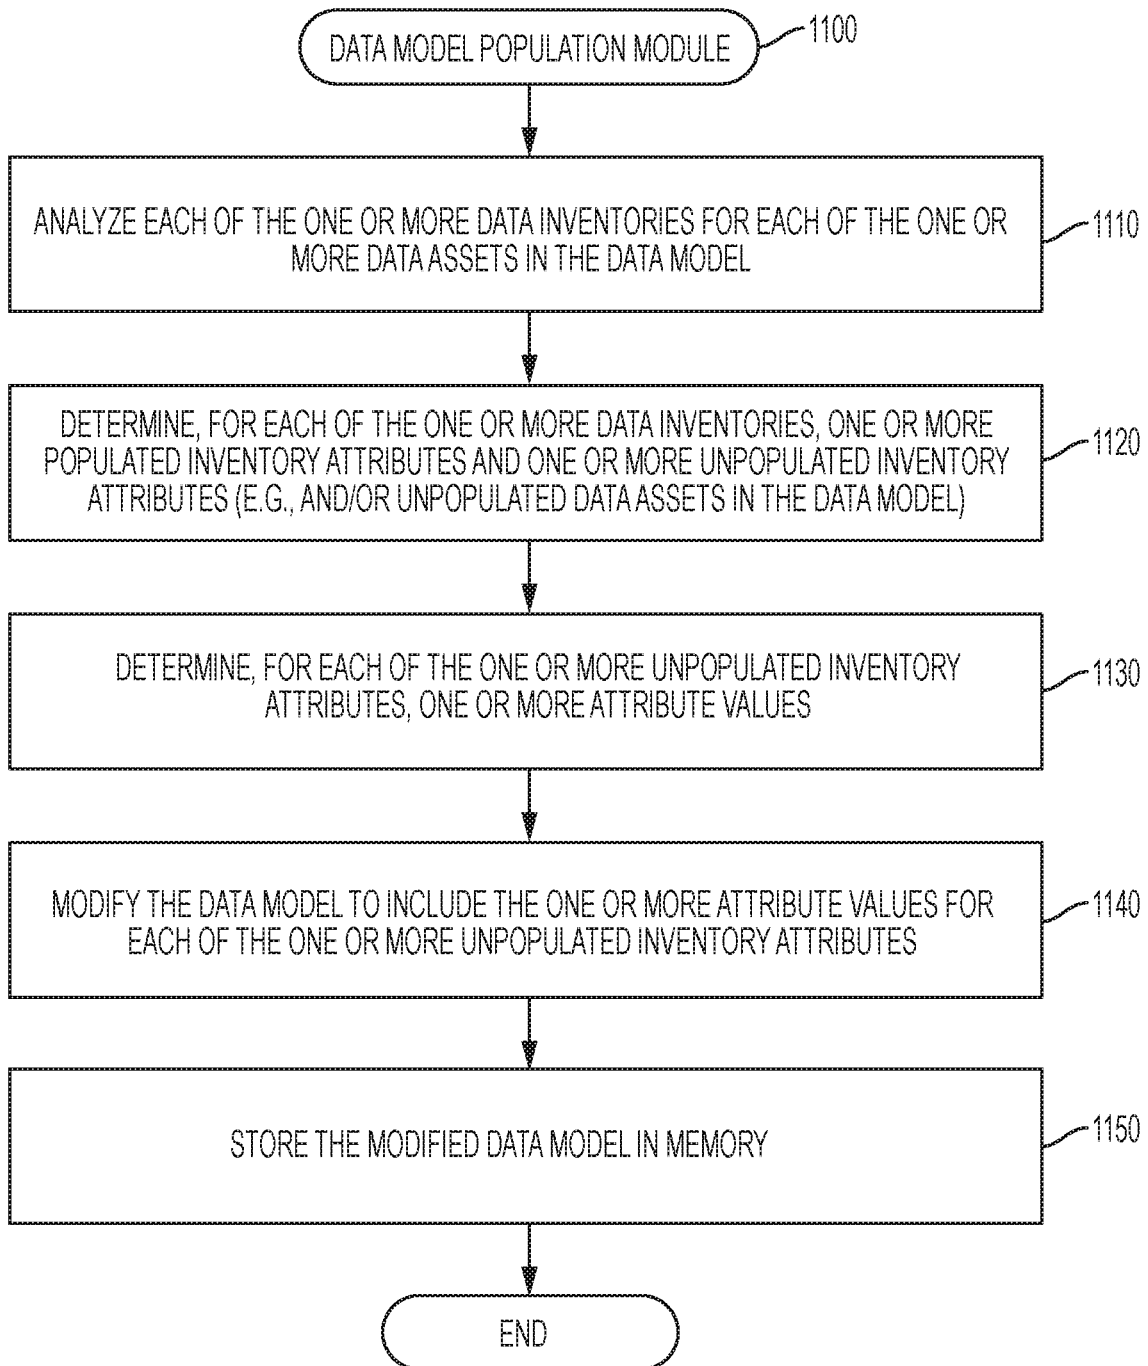 DATA MODEL POPULATION MODULE
1100
ANALYZE EACH OF THE ONE OR MORE DATA INVENTORIES FOR EACH OF THE ONE OR
MORE DATA ASSETS IN THE DATA MODEL
1110
DETERMINE, FOR EACH OF THE ONE OR MORE DATA INVENTORIES, ONE OR MORE
POPULATED INVENTORY ATTRIBUTES AND ONE OR MORE UNPOPULATED INVENTORY
ATTRIBUTES (E.G., AND/OR UNPOPULATED DATA ASSETS IN THE DATA MODEL)
1120
DETERMINE, FOR EACH OF THE ONE OR MORE UNPOPULATED INVENTORY
ATTRIBUTES, ONE OR MORE ATTRIBUTE VALUES
1130
MODIFY THE DATA MODEL TO INCLUDE THE ONE OR MORE ATTRIBUTE VALUES FOR
EACH OF THE ONE OR MORE UNPOPULATED INVENTORY ATTRIBUTES
1140
STORE THE MODIFIED DATA MODEL IN MEMORY
1150
END